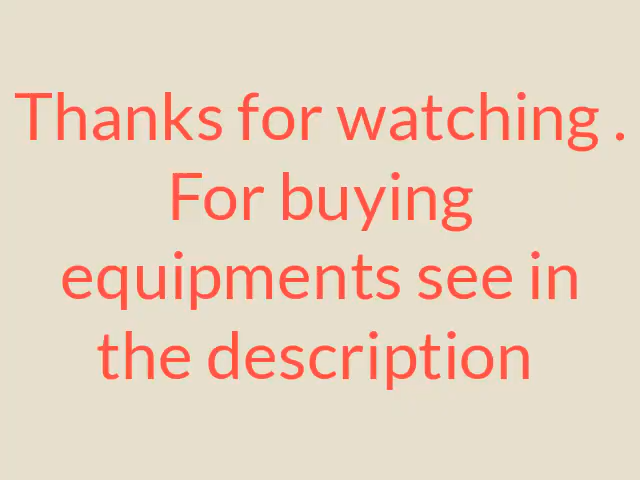 Thanks for watching .
For buying
equipments see in
the description